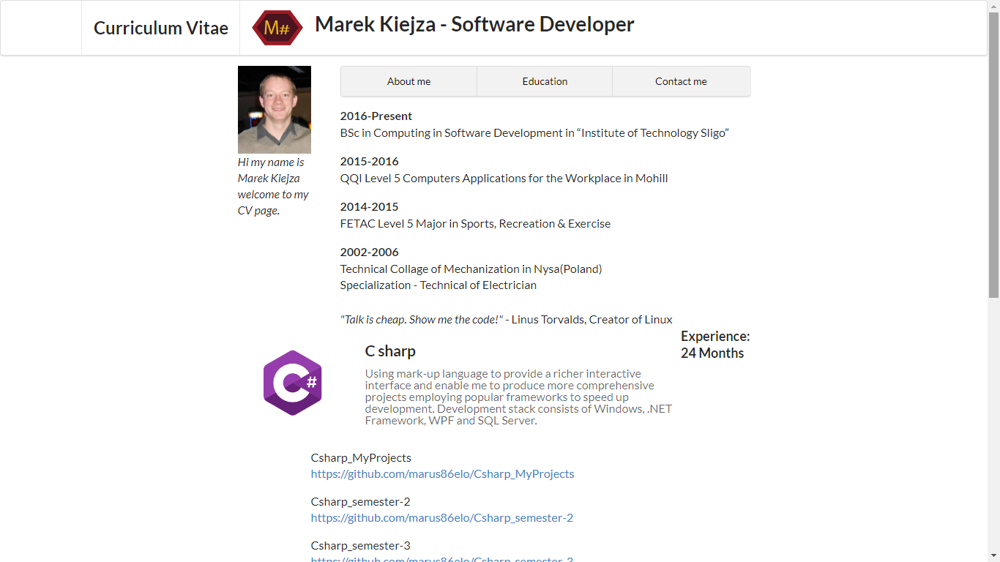 Curriculum Vitae
M#
Marek Kiejza - Software Developer
About me
Education
Contact me
Hi my name is
Marek Kiejza
welcome to my
CV page.
2016-Present
BSc in Computing in Software Development in “Institute of Technology Sligo”
2015-2016
QQI Level 5 Computers Applications for the Workplace in Mohill
2014-2015
FETAC Level 5 Major in Sports, Recreation & Exercise
2002-2006
Technical Collage of Mechanization in Nysa(Poland)
Specialization - Technical of Electrician
"Talk is cheap. Show me the code!" - Linus Torvalds, Creator of Linux
C#
C sharp
Using mark-up language to provide a richer interactive
interface and enable me to produce more comprehensive
projects employing popular frameworks to speed up
development. Development stack consists of Windows, .NET
Framework, WPF and SQL Server.
Experience:
24 Months
Csharp_MyProjects
https://github.com/marus86elo/Csharp_MyProjects
Csharp_semester-2
https://github.com/marus86elo/Csharp_semester-2
Csharp_semester-3
https://github.com/marus86elo/Csharp_semester-3